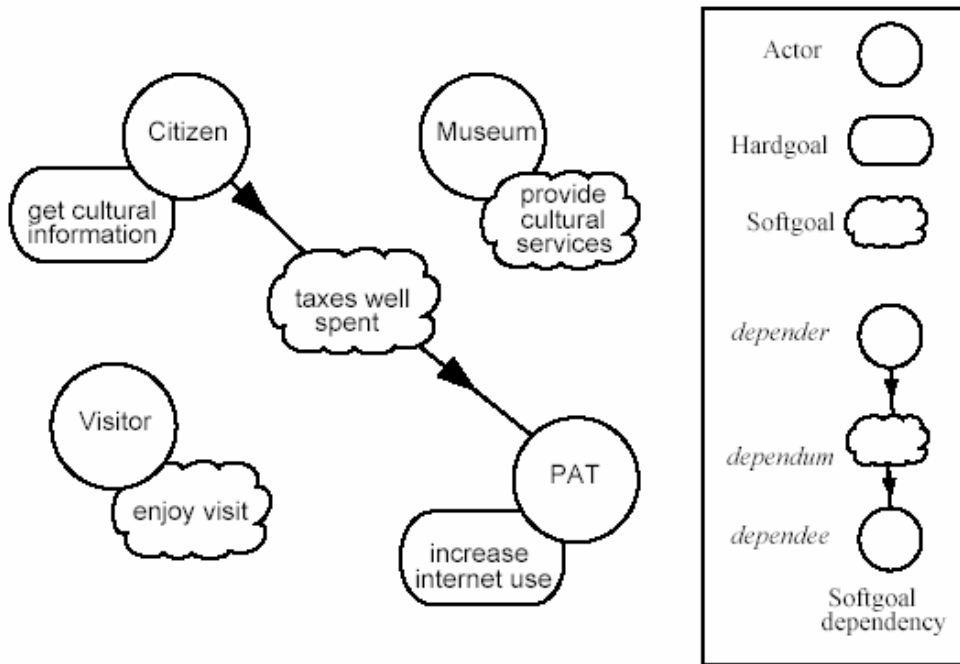 Citizen
get cultural
information
Museum
provide
cultural
services
taxes well
spent
Visitor
enjoy visit
PAT
increase
internet use
Actor
Hardgoal
Softgoal
depender
dependum
dependee
Softgoal
dependency